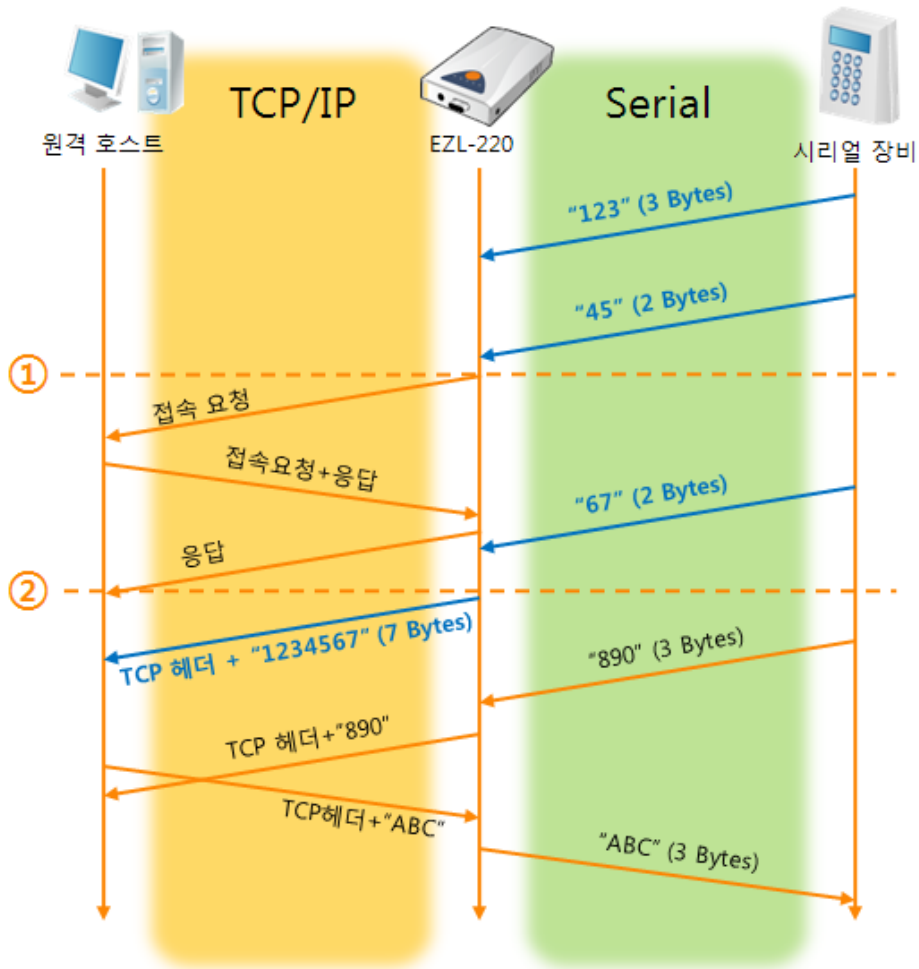 TCP/IP
Serial
원격 호스트
EZL-220
시리얼 장비
“123” (3 Bytes)
“45” (2 Bytes)
①
접속 요청
접속요청+응답
“67” (2 Bytes)
응답
②
TCP 헤더 + “1234567” (7 Bytes)
“890” (3 Bytes)
TCP 헤더+“890”
TCP헤더+“ABC“
“ABC” (3 Bytes)